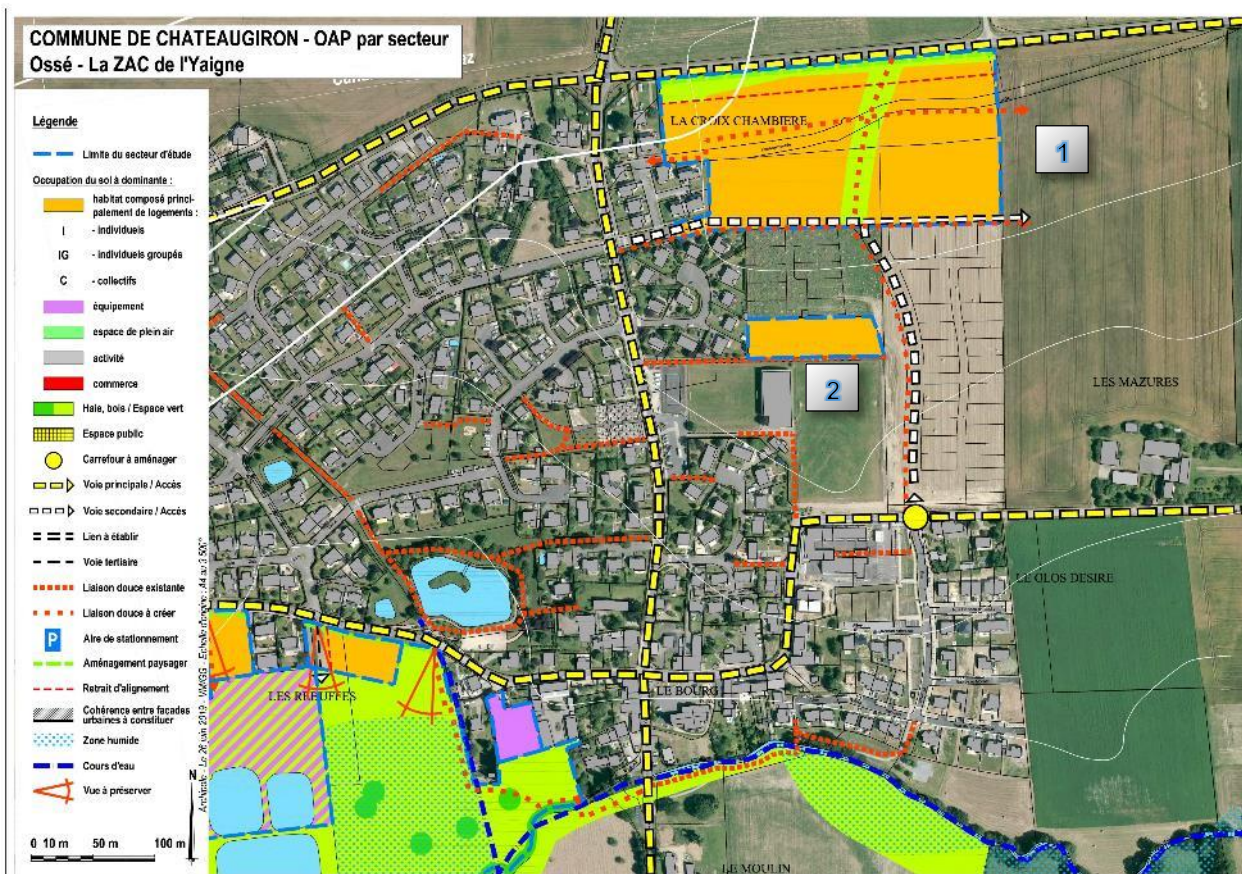 COMMUNE DE CHATEAUGIRON - OAP par secteur
Ossé - La ZAC de l'Yaigne
Légende
Limite du secteur d'étude
Occupation du sol à dominante :
habitat composé princi-
palement de logements :
I - individuels
IG - individuels groupés
C - collectifs
équipement
espace de plein air
activité
commerce
Haie, bois / Espace vert
Espace public
Carrefour à aménager
Voie principale / Accès
Voie secondaire / Accès
Lien à établir
Voie tertiaire
Liaison douce existante
Liaison douce à créer
P Aire de stationnement
Aménagement paysager
Retrait d'alignement
Cohérence entre facades
urbaines à constituer
Zone humide
Cours d'eau
Vue à préserver
N
0 10 m 50 m 100 m
LA CROIX CHAMBIERE
1
2
LES MAZURES
LE CLOS DESIRE
LES REEUFFES
LE BOURG
LE MOULIN